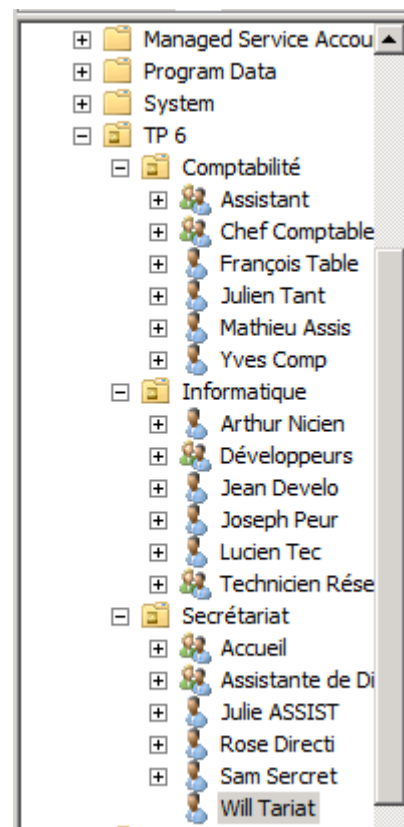 Managed Service Accou
Program Data
System
TP 6
Comptabilité
Assistant
Chef Comptable
François Table
Julien Tant
Mathieu Assis
Yves Comp
Informatique
Arthur Nicien
Développeurs
Jean Develo
Joseph Peur
Lucien Tec
Technicien Rése
Secrétariat
Accueil
Assistante de Di
Julie ASSIST
Rose Directi
Sam Sercret
Will Tariat